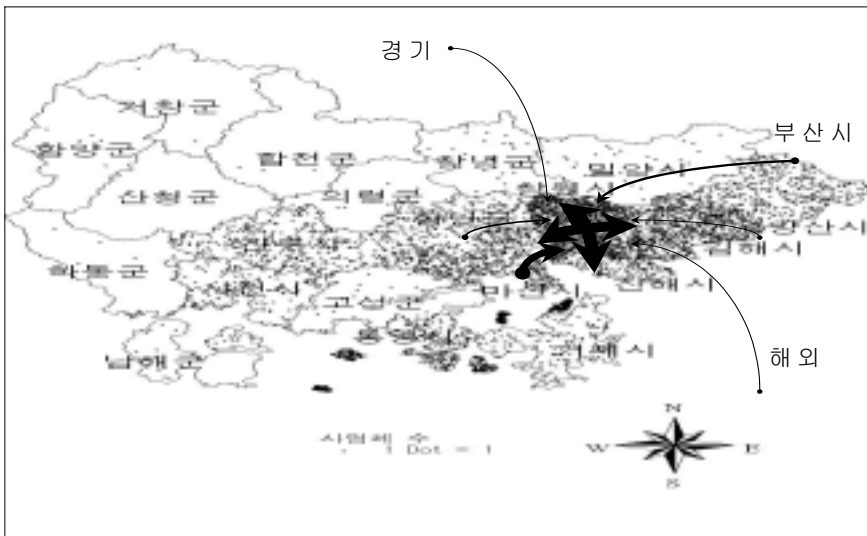 경 기
부 산 시
거창군
함양군
합천군
창녕군
밀양시
산청군
의령군
양산시
김해시
하동군
사천시
고성군
마산시
진해시
남해군
거제시
해 외
사업체 수
1 Dot = 1
N
W
E
S